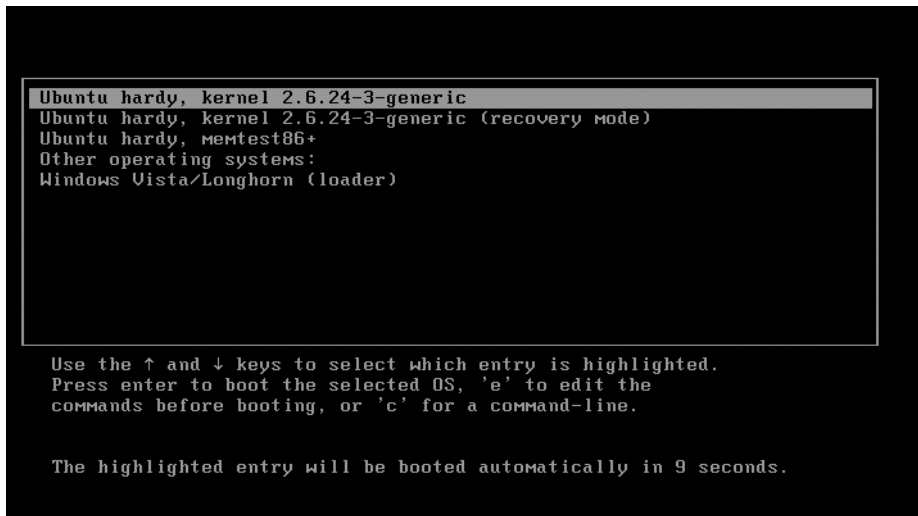 Ubuntu hardy, kernel 2.6.24-3-generic
Ubuntu hardy, kernel 2.6.24-3-generic (recovery mode)
Ubuntu hardy, memtest86+
Other operating systems:
Windows Vista/Longhorn (loader)
Use the ↑ and ↓ keys to select which entry is highlighted.
Press enter to boot the selected OS, 'e' to edit the
commands before booting, or 'c' for a command-line.
The highlighted entry will be booted automatically in 9 seconds.